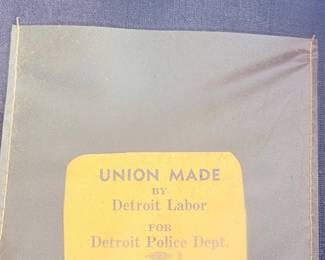 UNION MADE
BY
Detroit Labor
FOR
Detroit Police Dept.